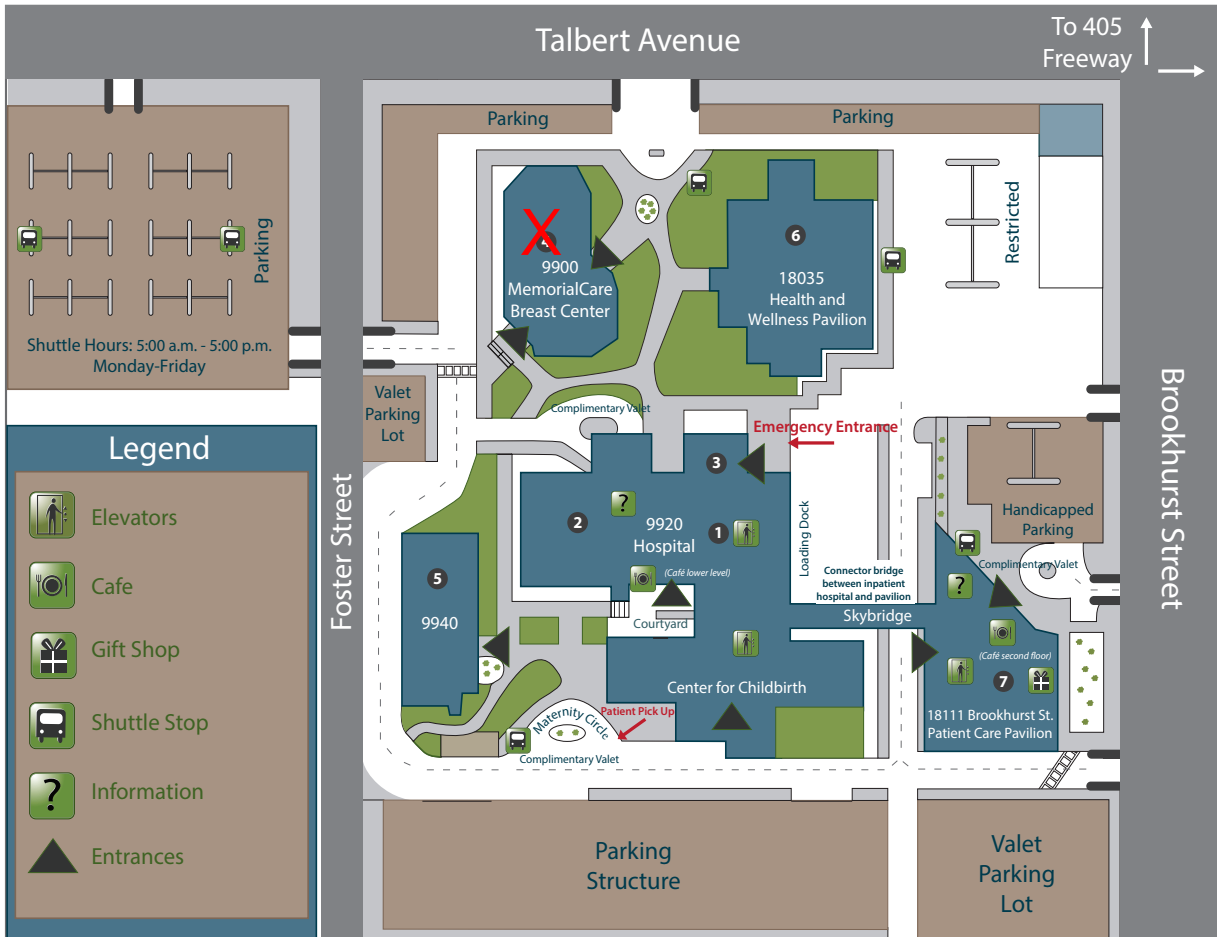 Talbert Avenue
To 405
Freeway
Parking
Parking
Parking
Restricted
6
18035
Health and
Wellness Pavilion
X
9900
MemorialCare
Breast Center
Shuttle Hours: 5:00 a.m. - 5:00 p.m.
Monday-Friday
Valet
Parking
Lot
Complimentary Valet
Emergency Entrance
Brookhurst Street
Foster Street
Legend
Elevators
Cafe
Gift Shop
Shuttle Stop
?
Information
Entrances
3
?
2
9920
Hospital
1
(Café lower level)
Loading Dock
Connector bridge
between inpatient
hospital and pavilion
Skybridge
Handicapped
Parking
Complimentary Valet
?
5
9940
Courtyard
Center for Childbirth
(Café second floor)
7
18111 Brookhurst St.
Patient Care Pavilion
Maternity Circle
Patient Pick Up
Complimentary Valet
Parking
Structure
Valet
Parking
Lot